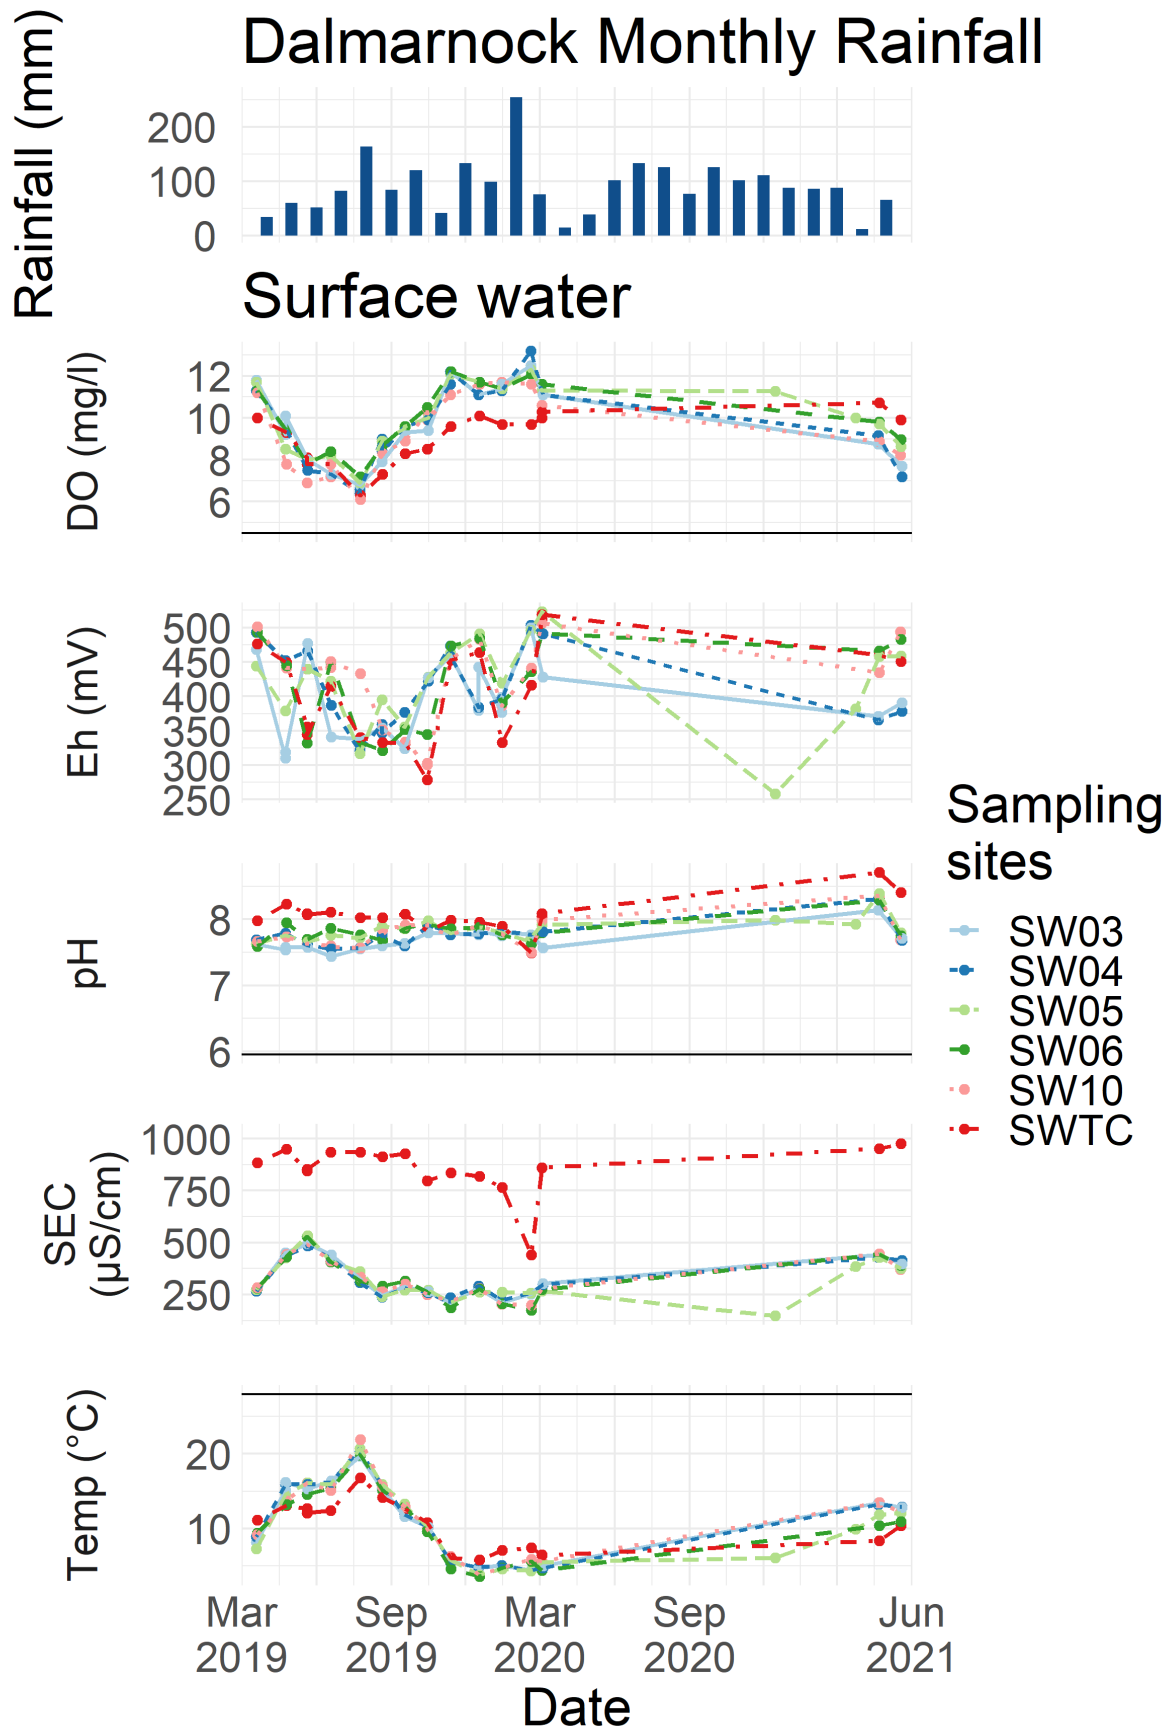 Dalmarnock Monthly Rainfall
Rainfall (mm)
200
100
0
Surface water
DO (mg/l)
12
10
8
6
Eh (mV)
500
450
400
350
300
250
pH
8
7
6
SEC
(µS/cm)
1000
750
500
250
Temp (°C)
20
10
Mar
2019
Sep
2019
Mar
2020
Sep
2020
Jun
2021
Date
Sampling
sites
SW03
SW04
SW05
SW06
SW10
SWTC